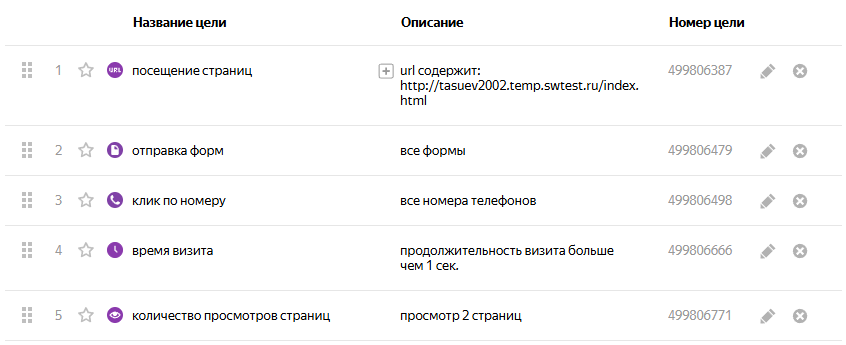 Название цели Описание Номер цели
1 URL посещение страниц url содержит: 499806387
http://tasuev2002.temp.swtest.ru/index.
html
2 отправка форм все формы 499806479
3 клик по номеру все номера телефонов 499806498
4 время визита продолжительность визита больше 499806666
чем 1 сек.
5 количество просмотров страниц просмотр 2 страниц 499806771